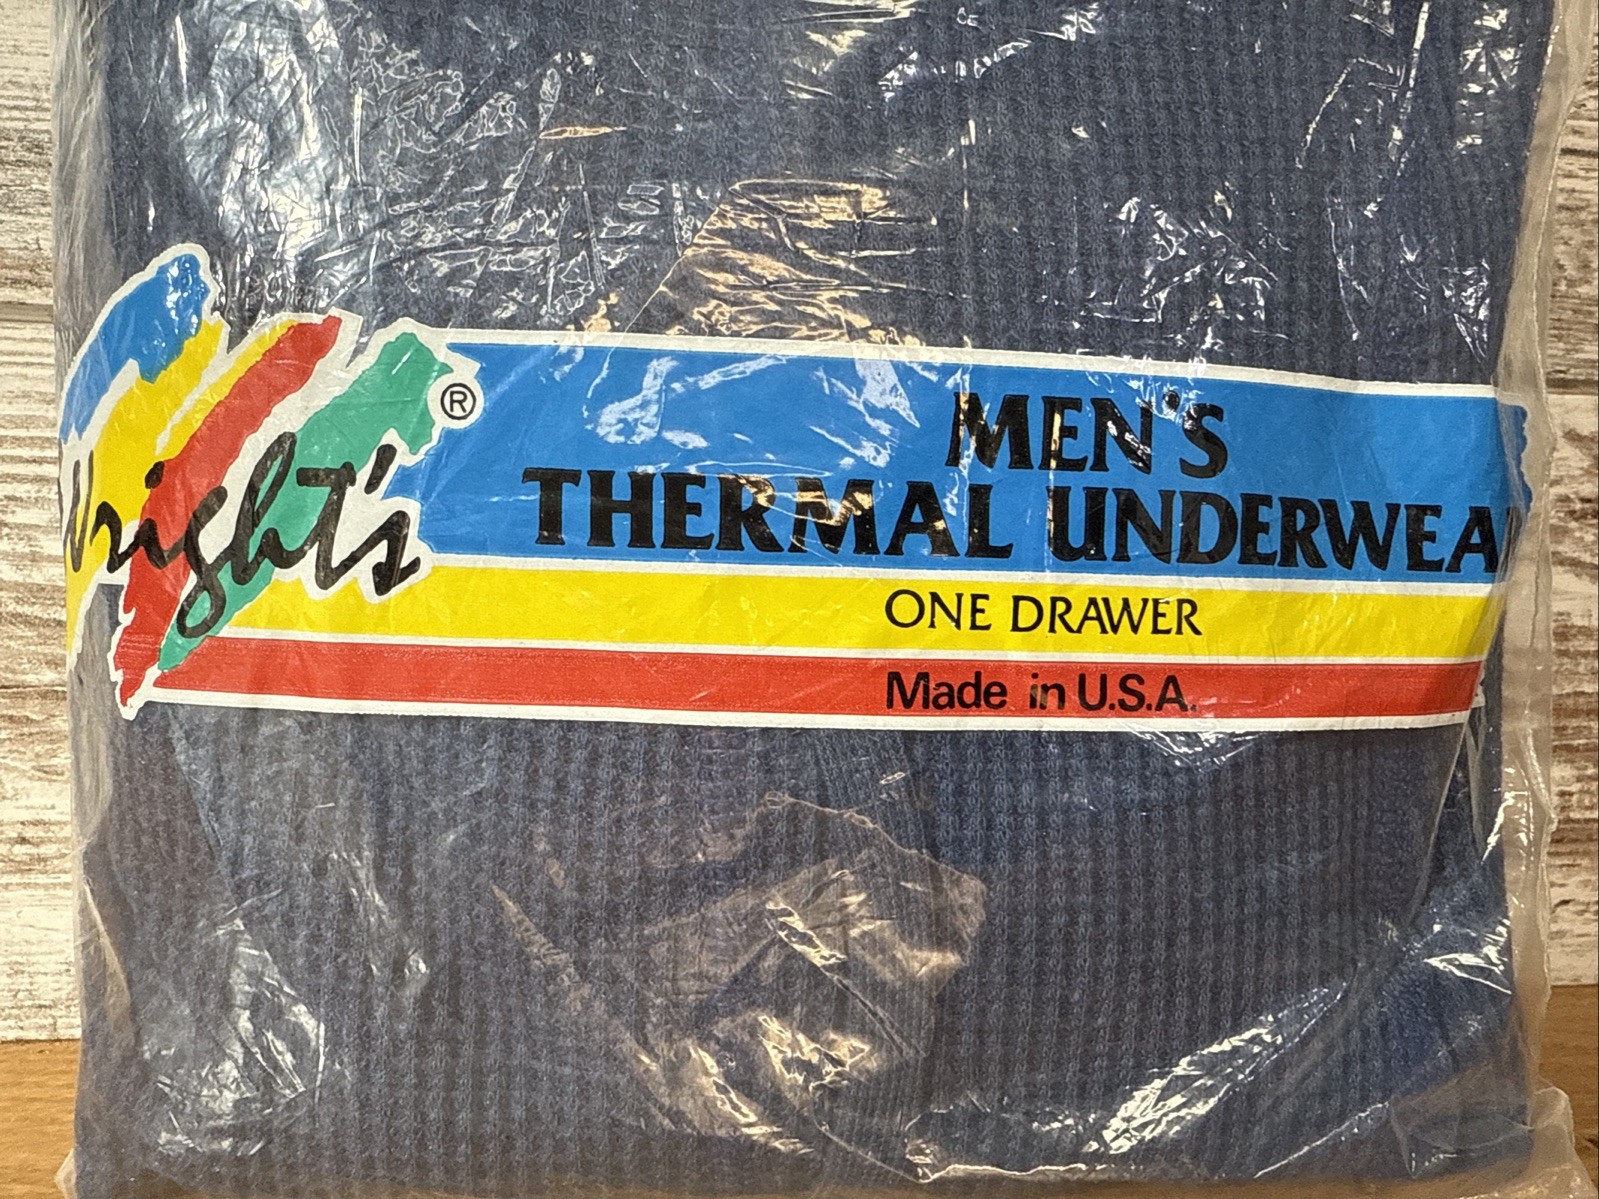 Wright's ®
MEN'S
THERMAL UNDERWEA
ONE DRAWER
Made in U.S.A.